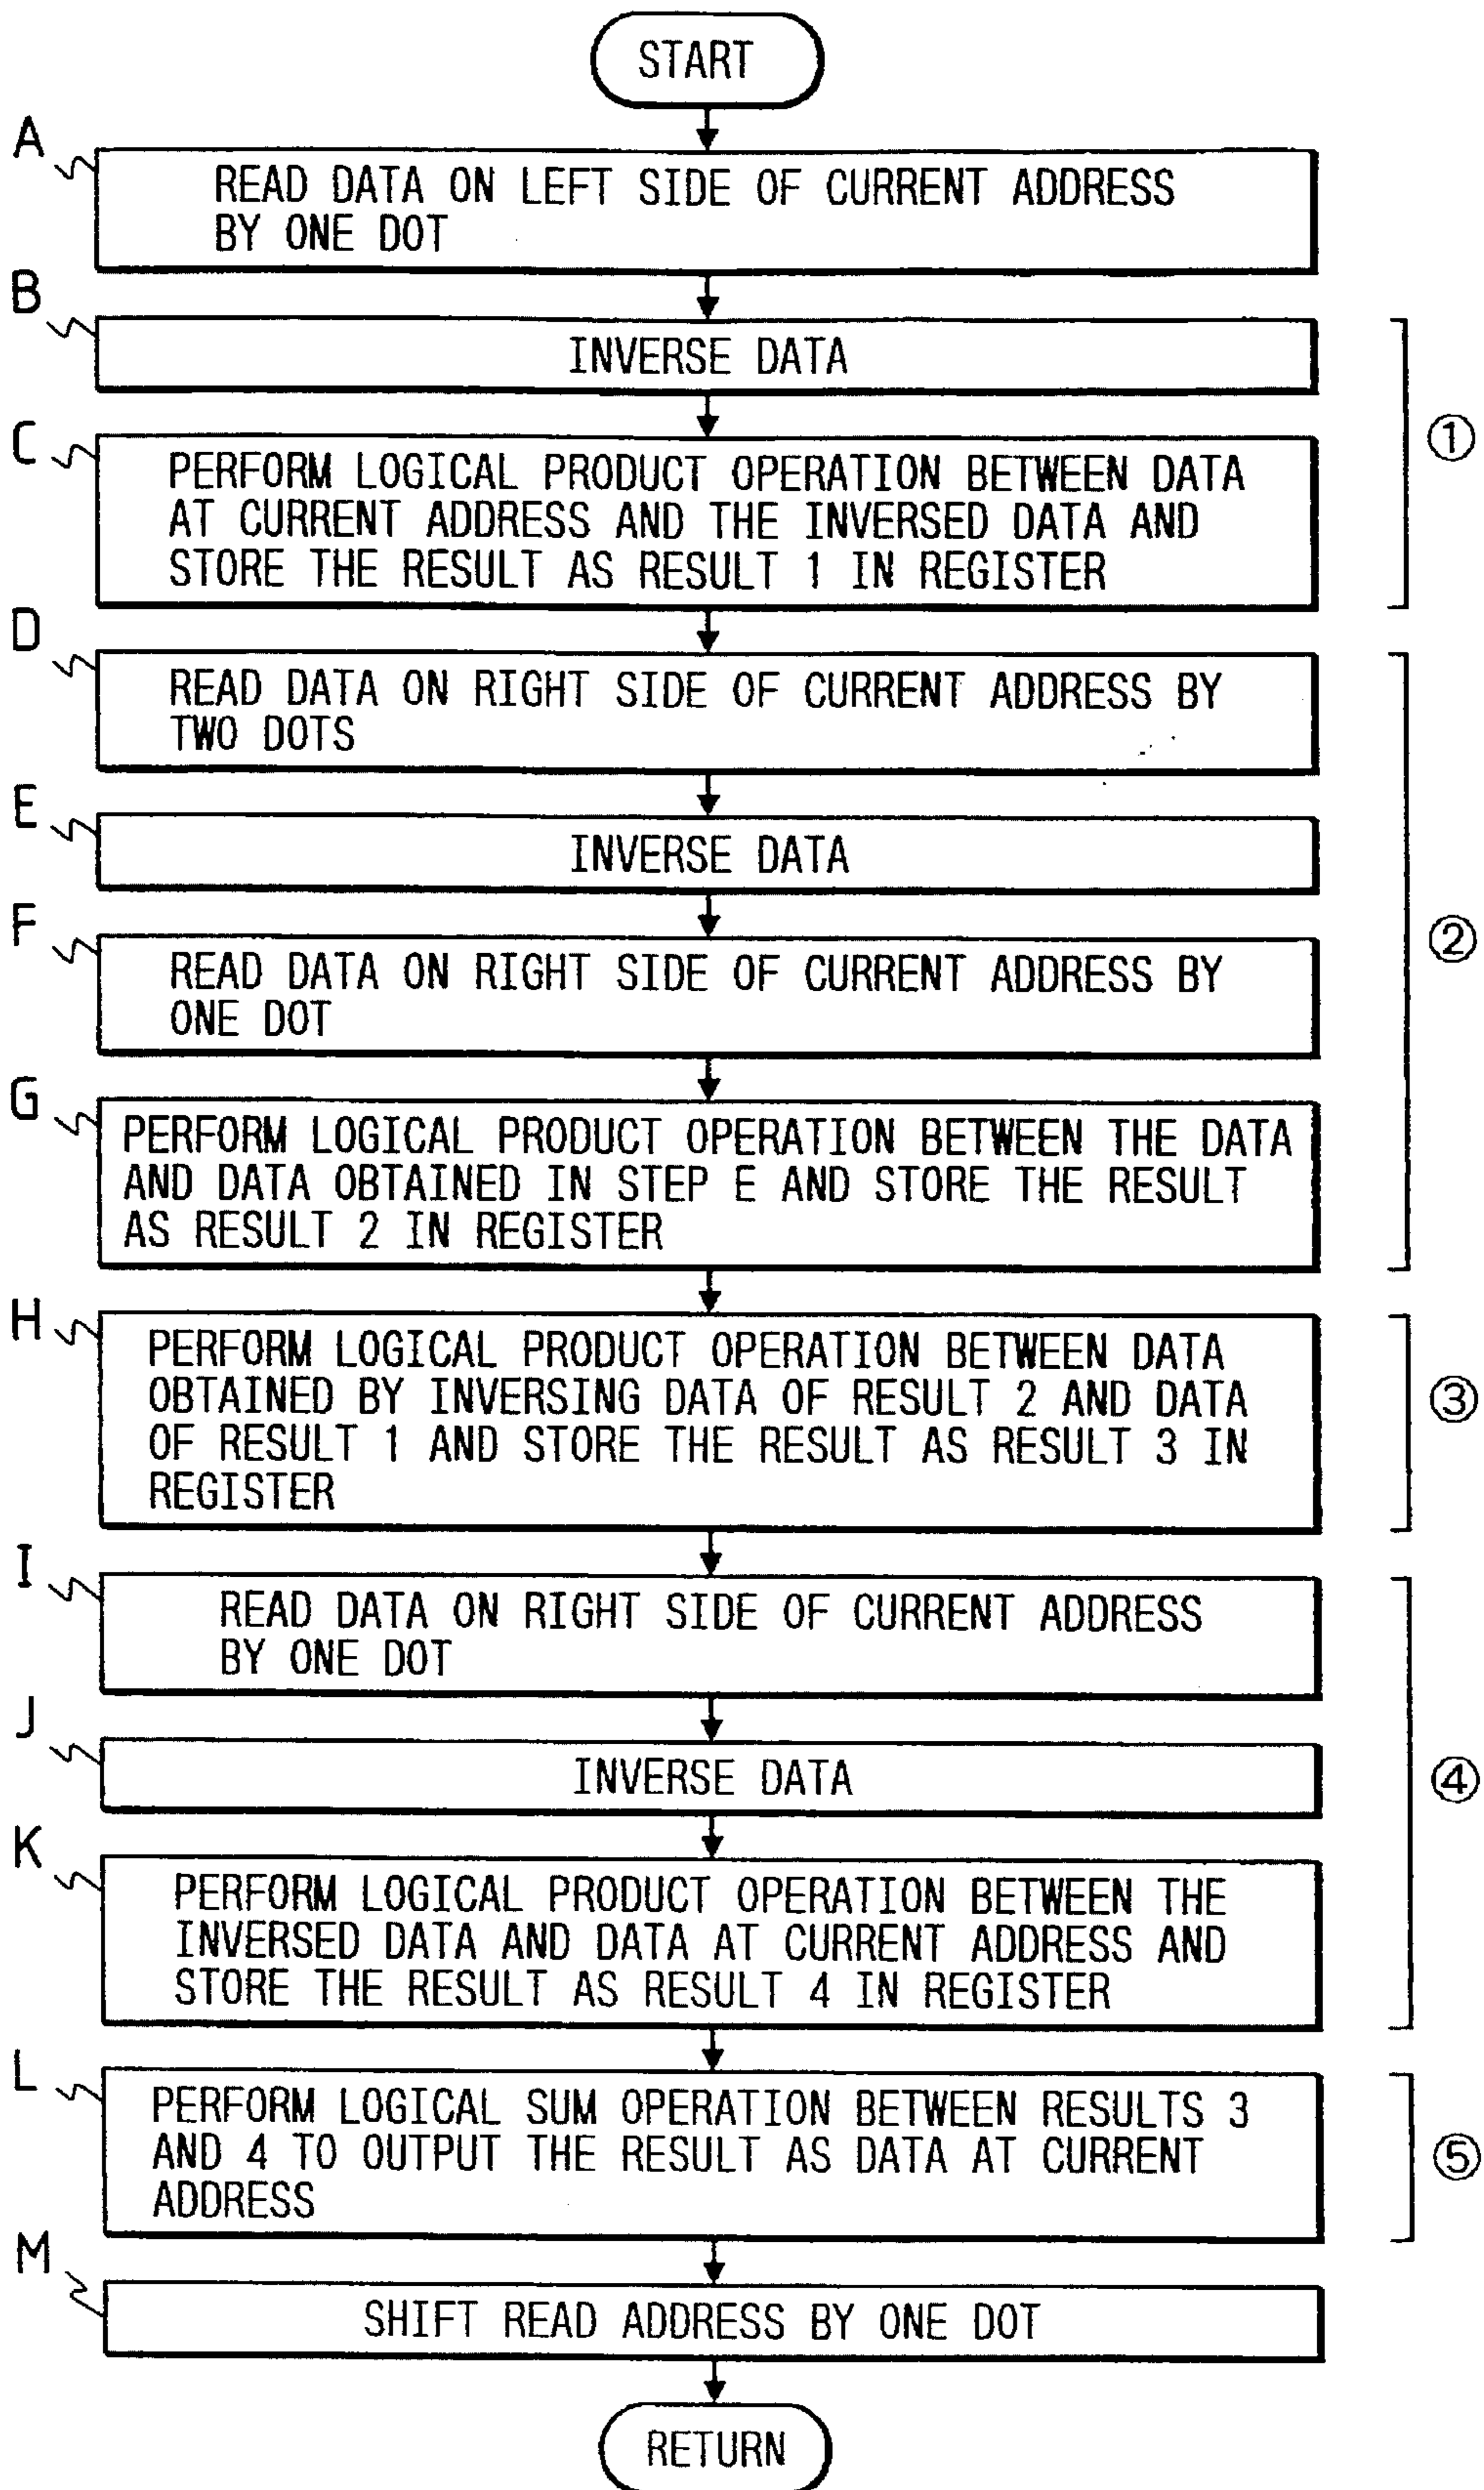 START
A
READ DATA ON LEFT SIDE OF CURRENT ADDRESS
BY ONE DOT
B
INVERSE DATA
①
C
PERFORM LOGICAL PRODUCT OPERATION BETWEEN DATA
AT CURRENT ADDRESS AND THE INVERSED DATA AND
STORE THE RESULT AS RESULT 1 IN REGISTER
D
READ DATA ON RIGHT SIDE OF CURRENT ADDRESS BY
TWO DOTS
E
INVERSE DATA
②
F
READ DATA ON RIGHT SIDE OF CURRENT ADDRESS BY
ONE DOT
G
PERFORM LOGICAL PRODUCT OPERATION BETWEEN THE DATA
AND DATA OBTAINED IN STEP E AND STORE THE RESULT
AS RESULT 2 IN REGISTER
H
PERFORM LOGICAL PRODUCT OPERATION BETWEEN DATA
OBTAINED BY INVERSING DATA OF RESULT 2 AND DATA
OF RESULT 1 AND STORE THE RESULT AS RESULT 3 IN
REGISTER
③
I
READ DATA ON RIGHT SIDE OF CURRENT ADDRESS
BY ONE DOT
J
INVERSE DATA
④
K
PERFORM LOGICAL PRODUCT OPERATION BETWEEN THE
INVERSED DATA AND DATA AT CURRENT ADDRESS AND
STORE THE RESULT AS RESULT 4 IN REGISTER
L
PERFORM LOGICAL SUM OPERATION BETWEEN RESULTS 3
AND 4 TO OUTPUT THE RESULT AS DATA AT CURRENT
ADDRESS
⑤
M
SHIFT READ ADDRESS BY ONE DOT
RETURN